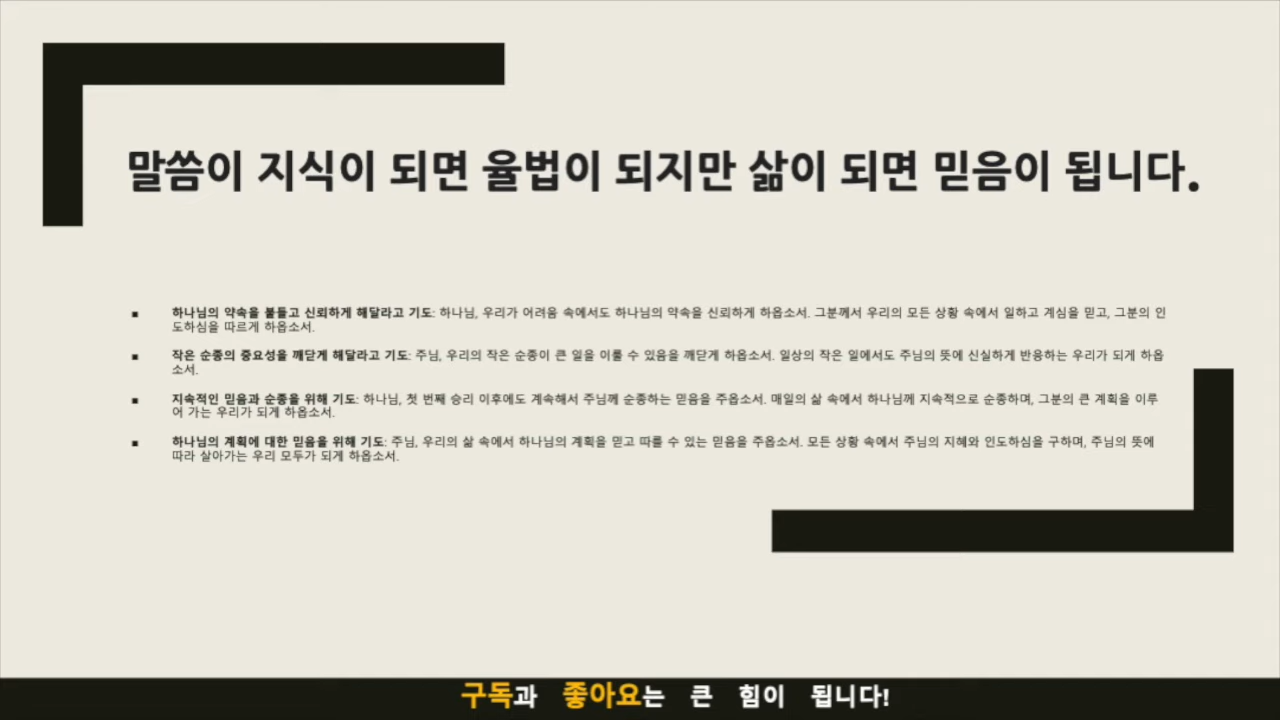 말씀이 지식이 되면 율법이 되지만 삶이 되면 믿음이 됩니다.
▪ 하나님의 약속을 붙들고 신뢰하게 해달라고 기도: 하나님, 우리가 어려움 속에서도 하나님의 약속을 신뢰하게 하옵소서. 그분께서 우리의 모든 상황 속에서 일하고 계심을 믿고, 그분의 인
도하심을 따르게 하옵소서.
▪ 작은 순종의 중요성을 깨닫게 해달라고 기도: 주님, 우리의 작은 순종이 큰 일을 이룰 수 있음을 깨닫게 하옵소서. 일상의 작은 일에서도 주님의 뜻에 신실하게 반응하는 우리가 되게 하옵
소서.
▪ 지속적인 믿음과 순종을 위해 기도: 하나님, 첫 번째 승리 이후에도 계속해서 주님께 순종하는 믿음을 주옵소서. 매일의 삶 속에서 하나님께 지속적으로 순종하며, 그분의 큰 계획을 이루
어 가는 우리가 되게 하옵소서.
▪ 하나님의 계획에 대한 믿음을 위해 기도: 주님, 우리의 삶 속에서 하나님의 계획을 믿고 따를 수 있는 믿음을 주옵소서. 모든 상황 속에서 주님의 지혜와 인도하심을 구하며, 주님의 뜻에
따라 살아가는 우리 모두가 되게 하옵소서.
구독과 좋아요는 큰 힘이 됩니다!